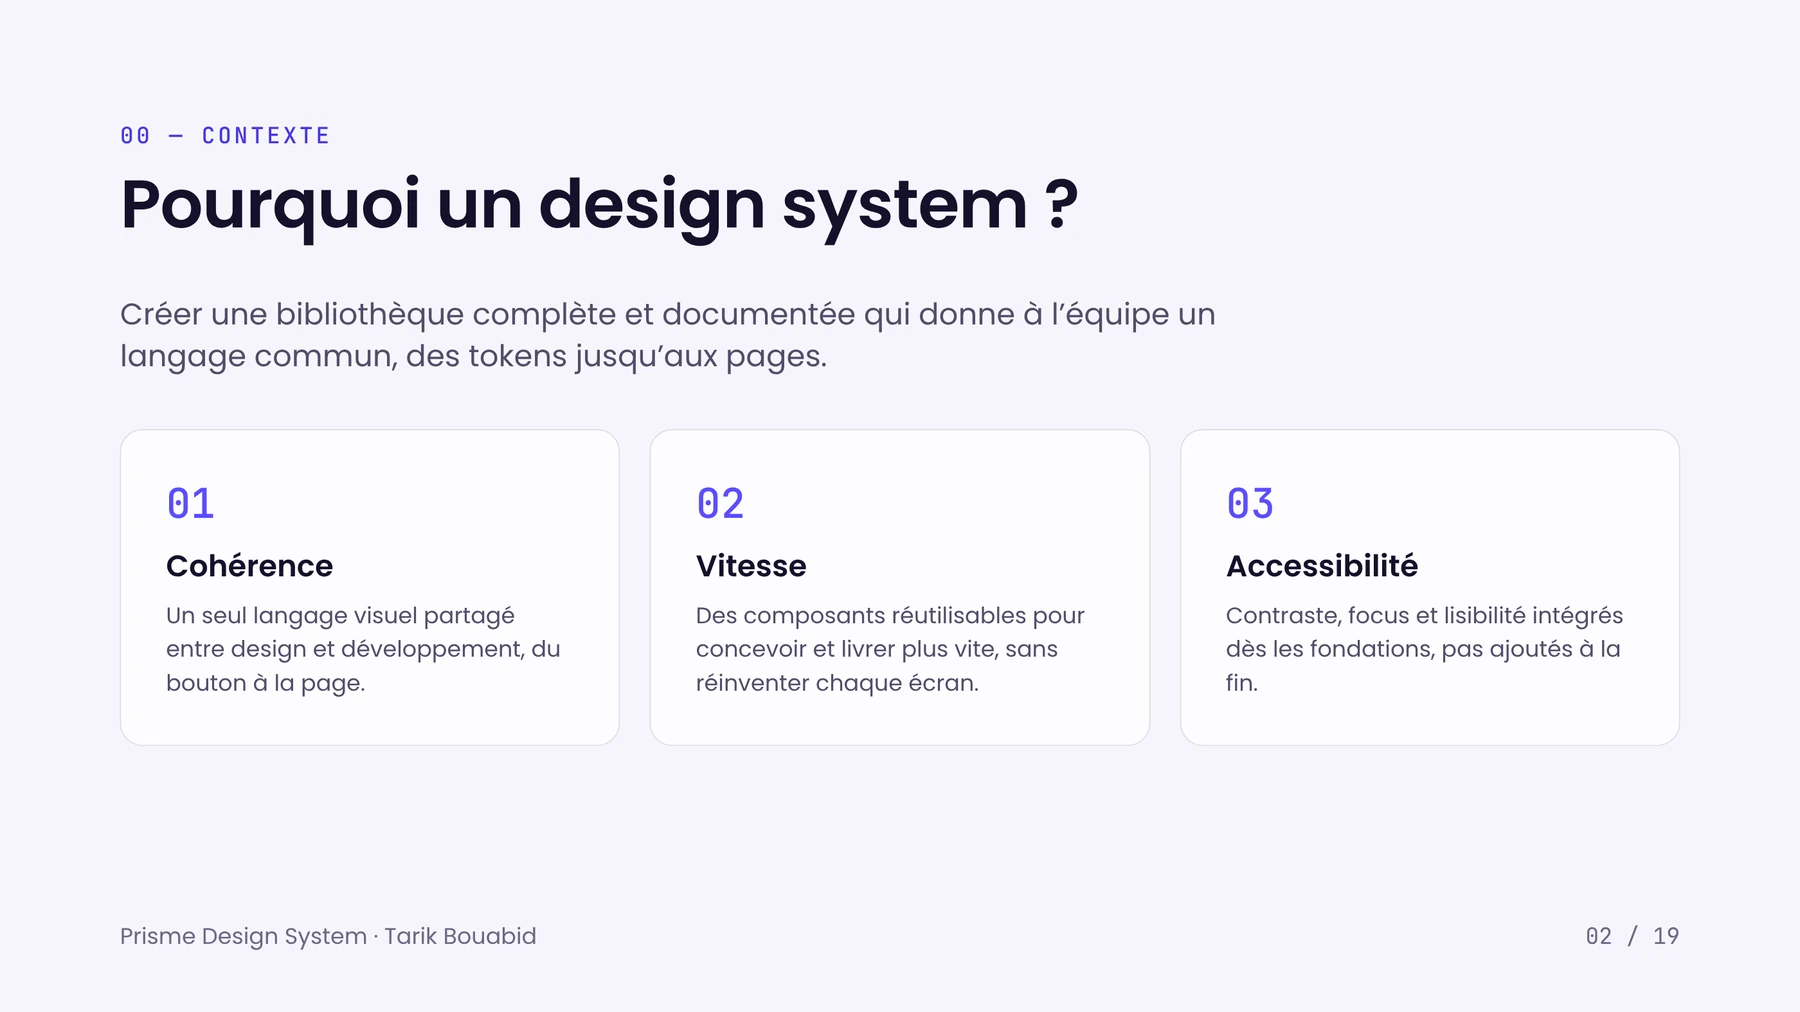 00 — CONTEXTE
Pourquoi un design system ?
Créer une bibliothèque complète et documentée qui donne à l’équipe un
langage commun, des tokens jusqu’aux pages.
01
Cohérence
Un seul langage visuel partagé
entre design et développement, du
bouton à la page.
02
Vitesse
Des composants réutilisables pour
concevoir et livrer plus vite, sans
réinventer chaque écran.
03
Accessibilité
Contraste, focus et lisibilité intégrés
dès les fondations, pas ajoutés à la
fin.
Prisme Design System · Tarik Bouabid
02 / 19